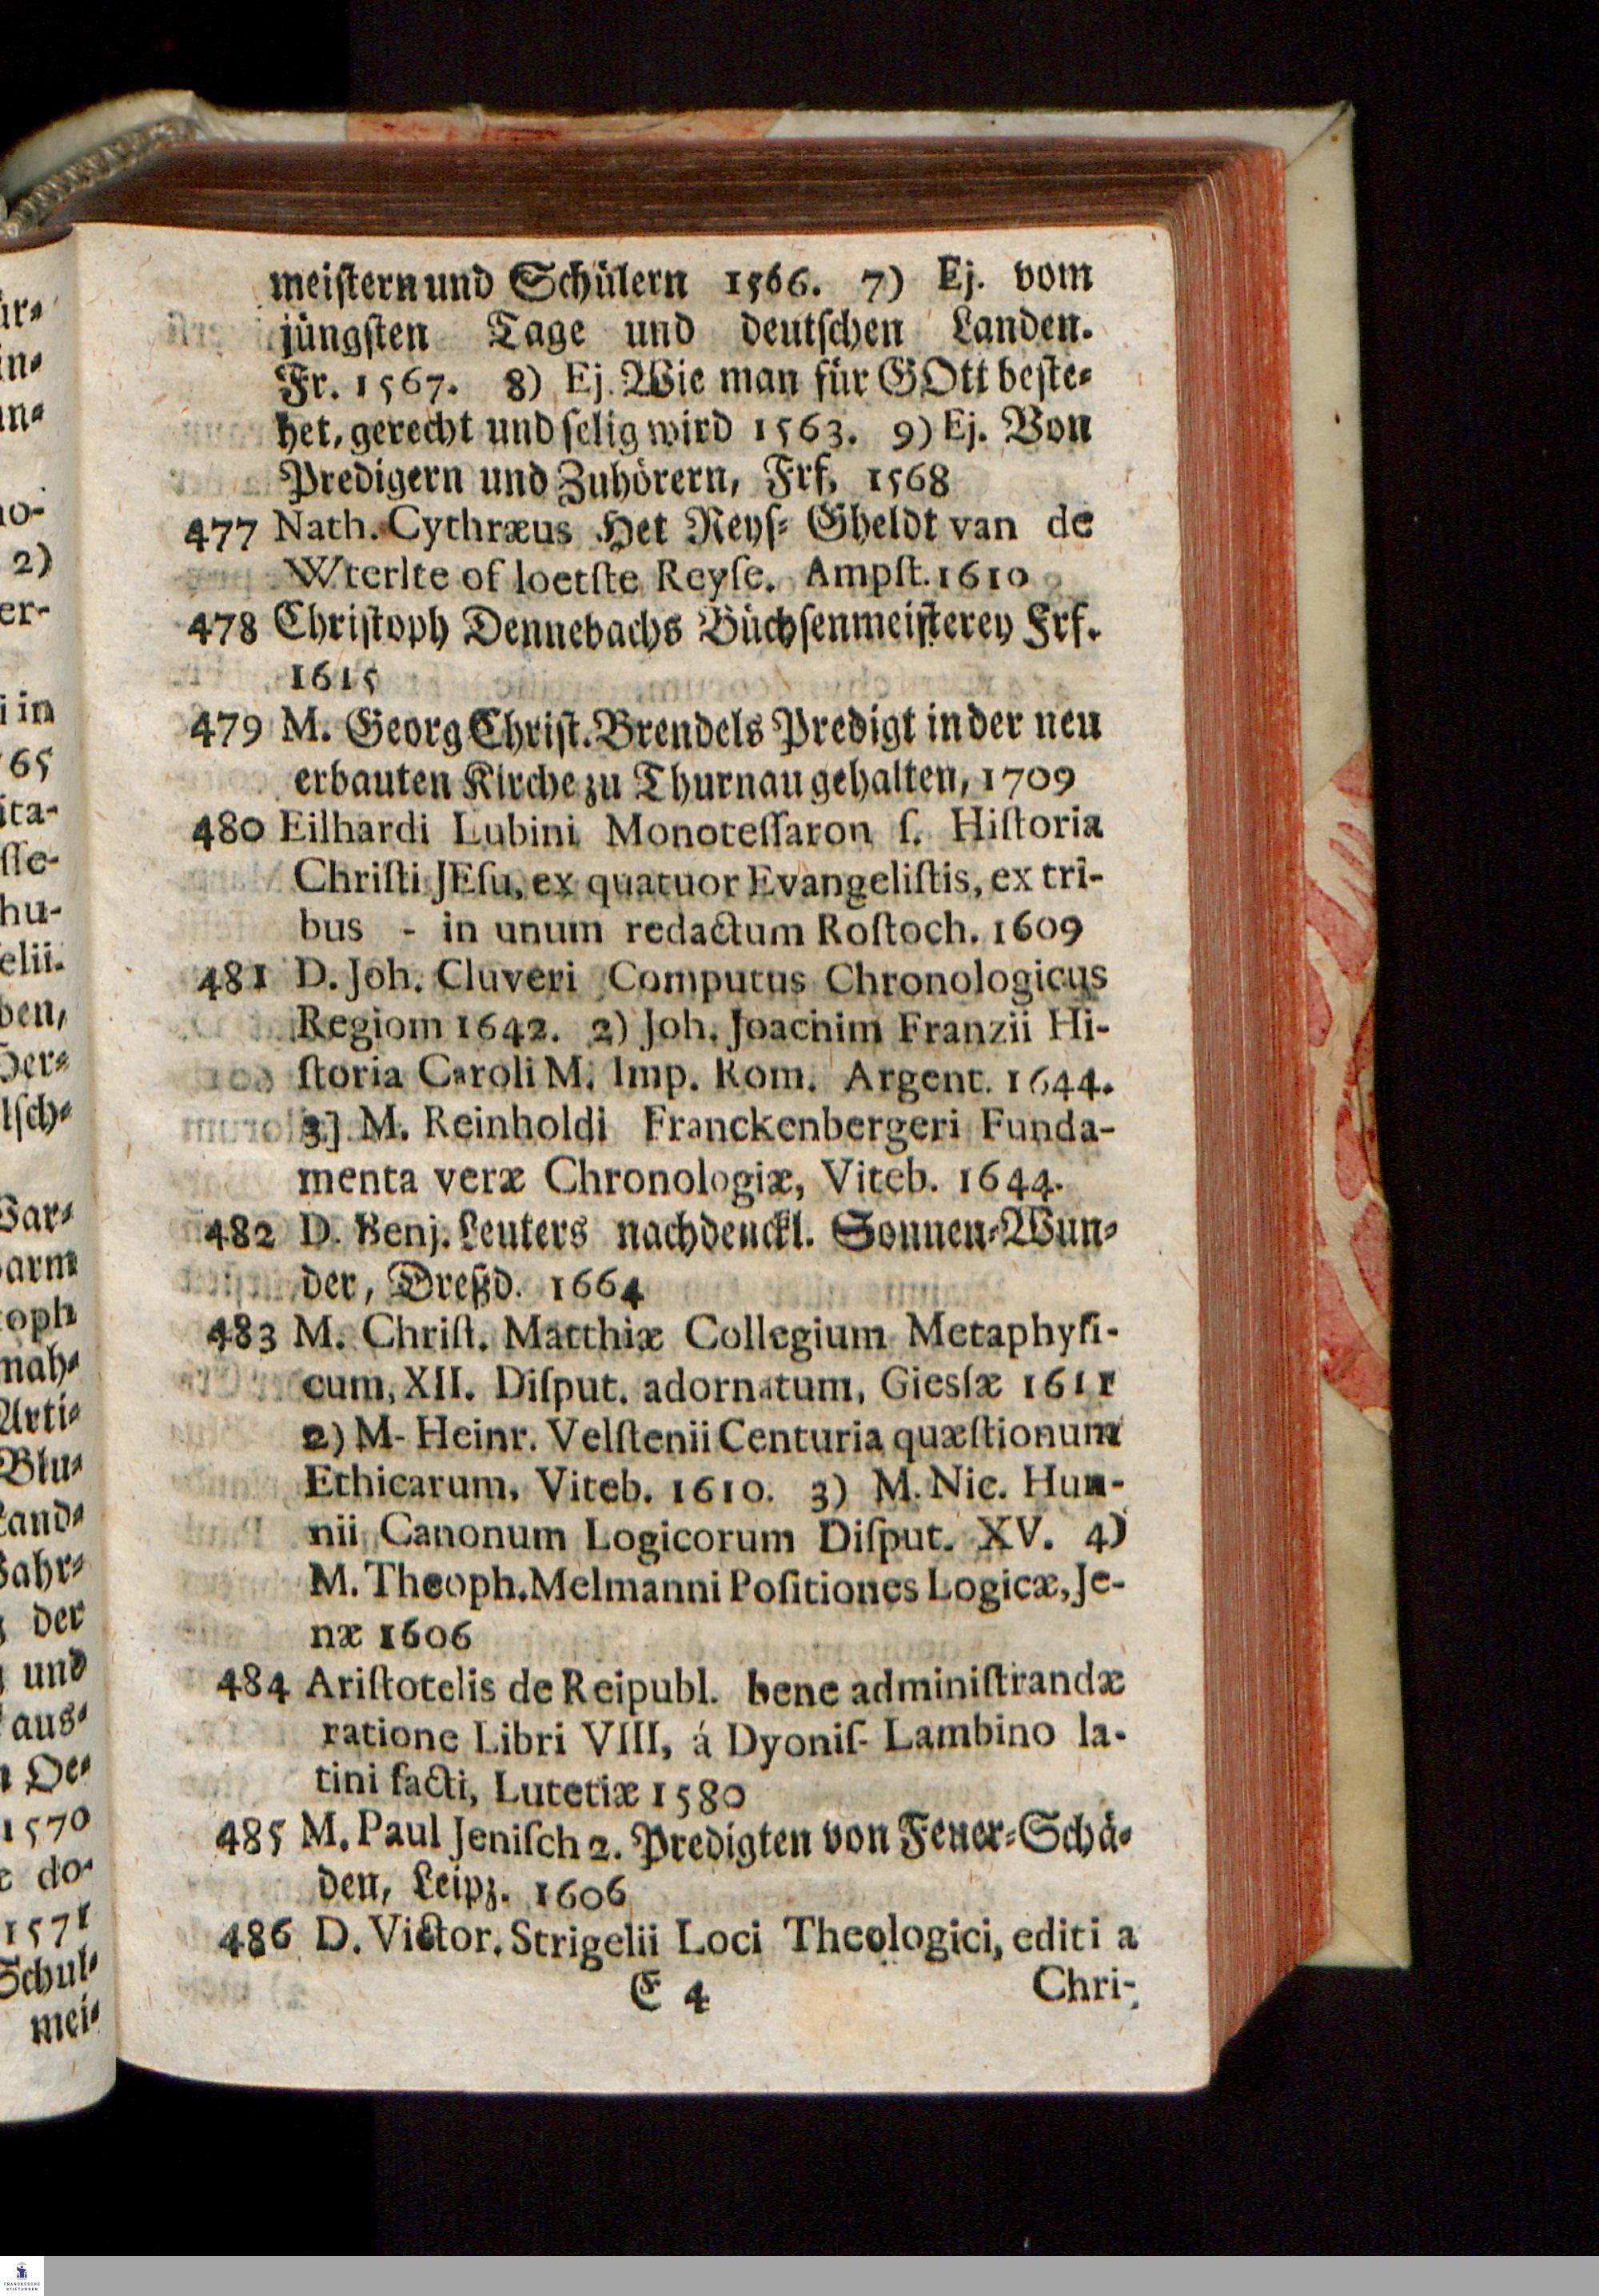 meistern und Schülern 1566. 7) Ej. vom
jüngsten Tage und deutschen Landen.
Fr. 1567. 8) Ej. Wie man für GOtt beste-
het, gerecht und selig wird 1563. 9) Ej. Von
Predigern und Zuhörern, Frf. 1568
477 Nath. Cythræus Het Reys- Gheldt van de
Wterlte of loetſte Reyſe. Ampſt. 1610
478 Christoph Dennebachs Büchsenmeisterey Frf.
1615
479 M. Georg Christ. Brendels Predigt in der neu
erbauten Kirche zu Thurnau gehalten, 1709
480 Eilhardi Lubini Monoteſſaron ſ. Hiſtoria
Chriſti JEſu, ex quatuor Evangeliſtis, ex tri-
bus - in unum redactum Roſtoch. 1609
481 D. Joh. Cluveri Computus Chronologicus
Regiom 1642. 2) Joh. Joachim Franzii Hi-
ſtoria Caroli M. Imp. Rom. Argent. 1644.
3] M. Reinholdi Franckenbergeri Funda-
menta veræ Chronologiæ, Viteb. 1644.
482 D. Benj. Leuters nachdenckl. Sonnen-Wun-
der, Dreßd. 1664
483 M. Chriſt. Matthiæ Collegium Metaphyſi-
cum, XII. Diſput. adornatum, Giesſæ 1611
2) M- Heinr. Velſtenii Centuria quæſtionum
Ethicarum, Viteb. 1610. 3) M. Nic. Hun-
nii Canonum Logicorum Diſput. XV. 4)
M. Theoph. Melmanni Poſitiones Logicæ, Je-
næ 1606
484 Ariſtotelis de Reipubl. bene adminiſtrandæ
ratione Libri VIII, á Dyoniſ- Lambino la-
tini facti, Lutetiæ 1580
485 M. Paul Jeniſch 2. Predigten von Feuer-Schä-
den, Leipz. 1606
486 D. Victor. Strigelii Loci Theologici, editi a
E 4 Chri-